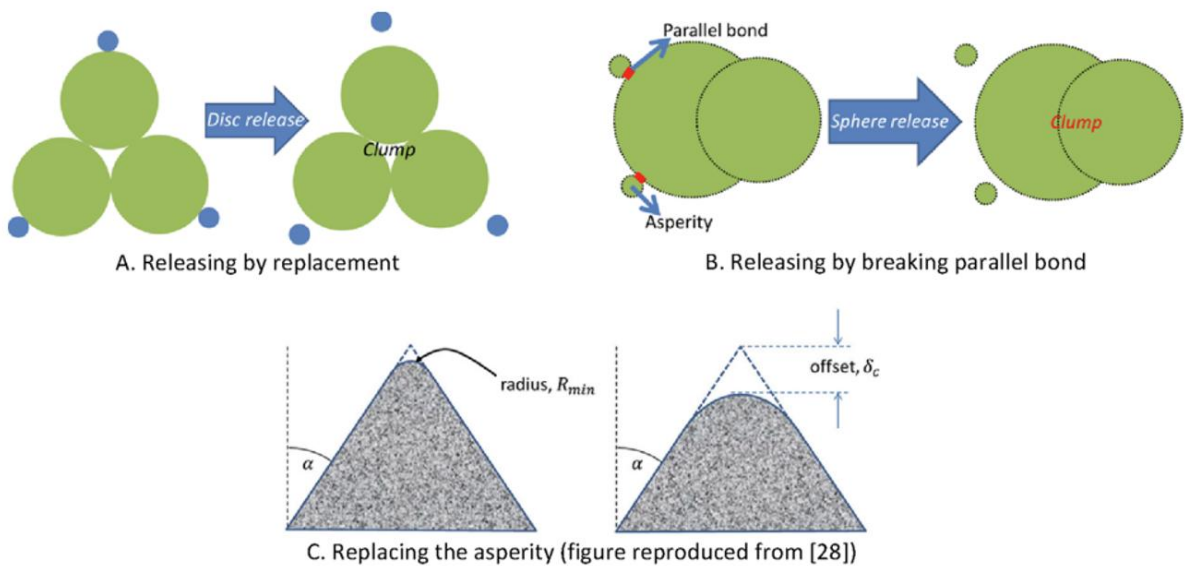 Disc release
Clump
A. Releasing by replacement
Parallel bond
Sphere release
Clump
Asperity
B. Releasing by breaking parallel bond
radius, R_min
α
offset, δ_c
α
C. Replacing the asperity (figure reproduced from [28])